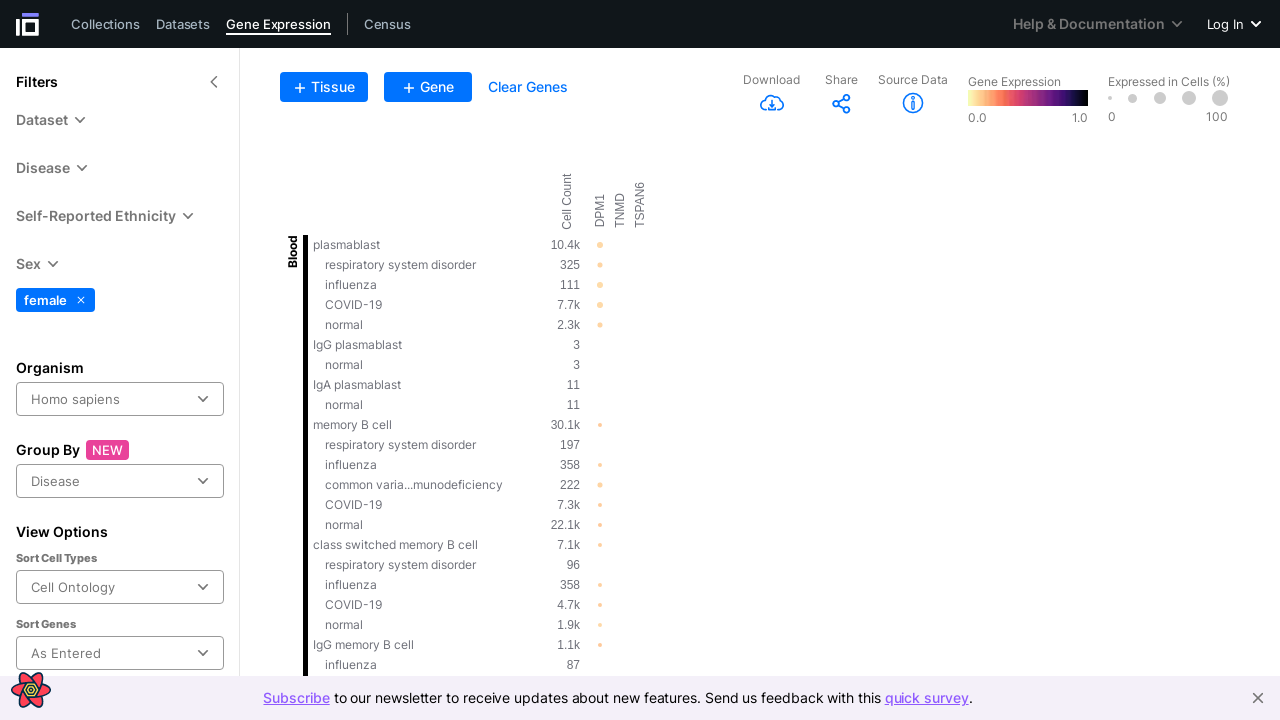 Collections Datasets Gene Expression Census Help & Documentation Log In
Filters
Dataset
Disease
Self-Reported Ethnicity
Sex
female
Organism
Homo sapiens
Group By NEW
Disease
View Options
Sort Cell Types
Cell Ontology
Sort Genes
As Entered
+ Tissue + Gene Clear Genes
Download Share Source Data
Gene Expression
0.0 1.0
Expressed in Cells (%)
0 100
Cell Count
DPM1
TNMD
TSPAN6
Blood
plasmablast 10.4k
respiratory system disorder 325
influenza 111
COVID-19 7.7k
normal 2.3k
IgG plasmablast 3
normal 3
IgA plasmablast 11
normal 11
memory B cell 30.1k
respiratory system disorder 197
influenza 358
common varia...munodeficiency 222
COVID-19 7.3k
normal 22.1k
class switched memory B cell 7.1k
respiratory system disorder 96
influenza 358
COVID-19 4.7k
normal 1.9k
IgG memory B cell 1.1k
influenza 87
Subscribe to our newsletter to receive updates about new features. Send us feedback with this quick survey.